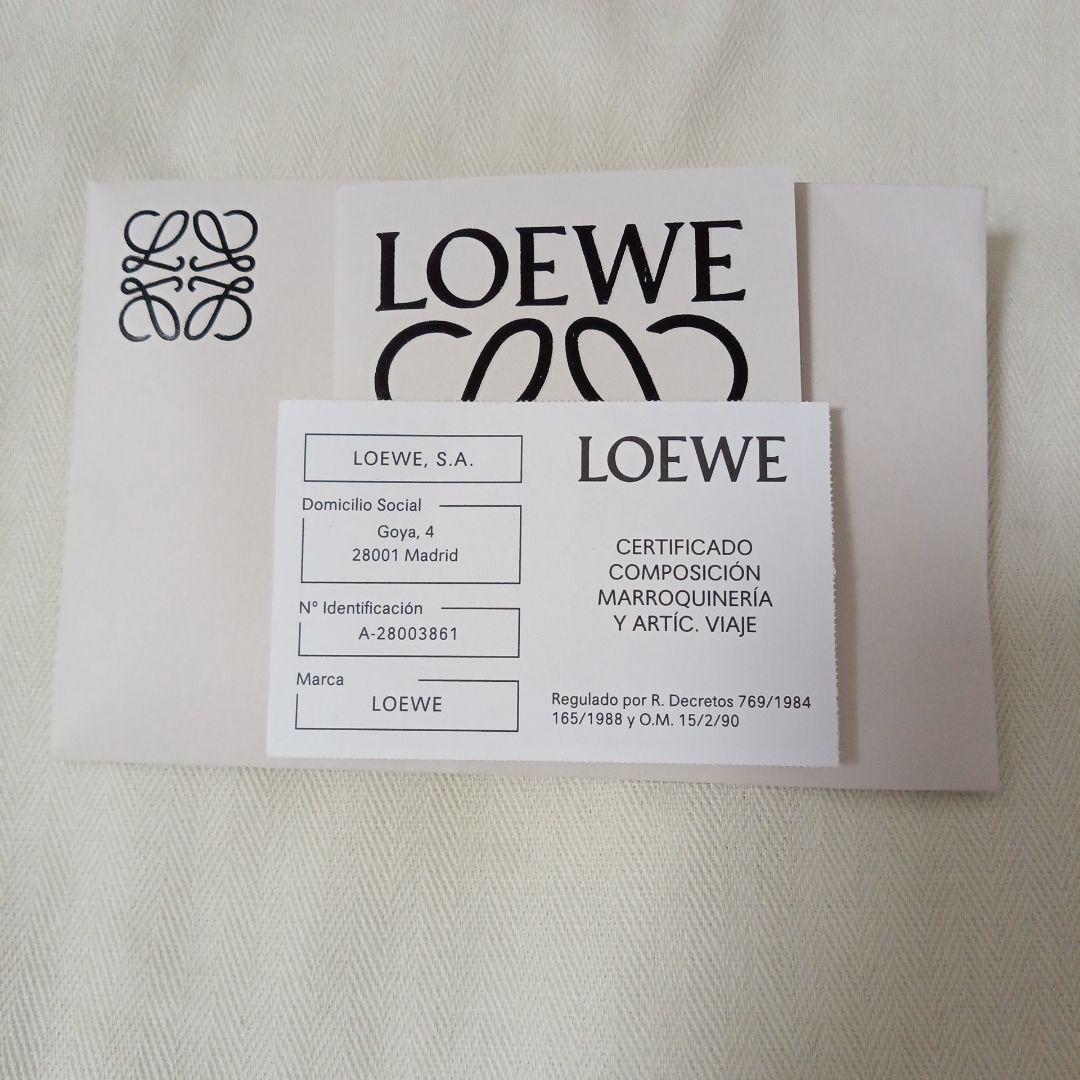 LOEWE
LOEWE, S.A.
Domicilio Social
Goya, 4
28001 Madrid
N° Identificación
A-28003861
Marca
LOEWE
LOEWE
CERTIFICADO
COMPOSICIÓN
MARROQUINERÍA
Y ARTÍC. VIAJE
Regulado por R. Decretos 769/1984
165/1988 y O.M. 15/2/90